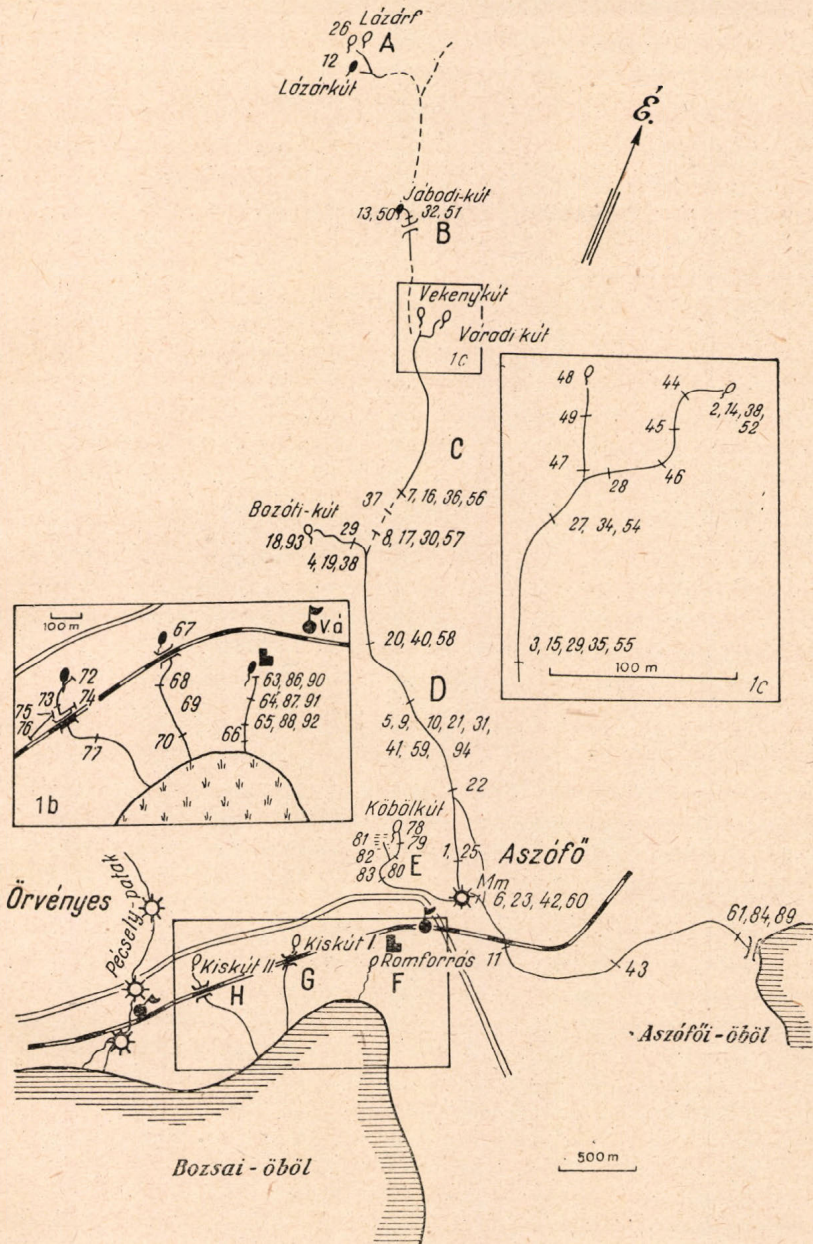 Lázárf
26
A
12
Lázárkút
É.
Jábodi-kút
13, 50
32, 51
B
Vekenykút
Váradi kút
1c
48
44
49
2, 14, 38,
52
45
47
28
46
27, 34, 54
3, 15, 29, 35, 55
100 m
1c
C
37
7, 16, 36, 56
Bozóti-kút
18, 93
29
8, 17, 30, 57
4, 19, 38
20, 40, 58
D
5, 9, 10, 21, 31,
41, 59, 94
22
100 m
67
V.á
72
68
63, 86, 90
73
74
69
64, 87, 91
75
76
65, 88, 92
66
70
77
1b
Köbölkút
78
81
79
82
E
80
83
1, 25
Aszófő
Mm
6, 23, 42, 60
Örvényes
Pécsely-patak
Kiskút I
Kiskút II
G
H
Romforrás
F
11
43
61, 84, 89
Aszófői-öböl
Bozsai-öböl
500 m